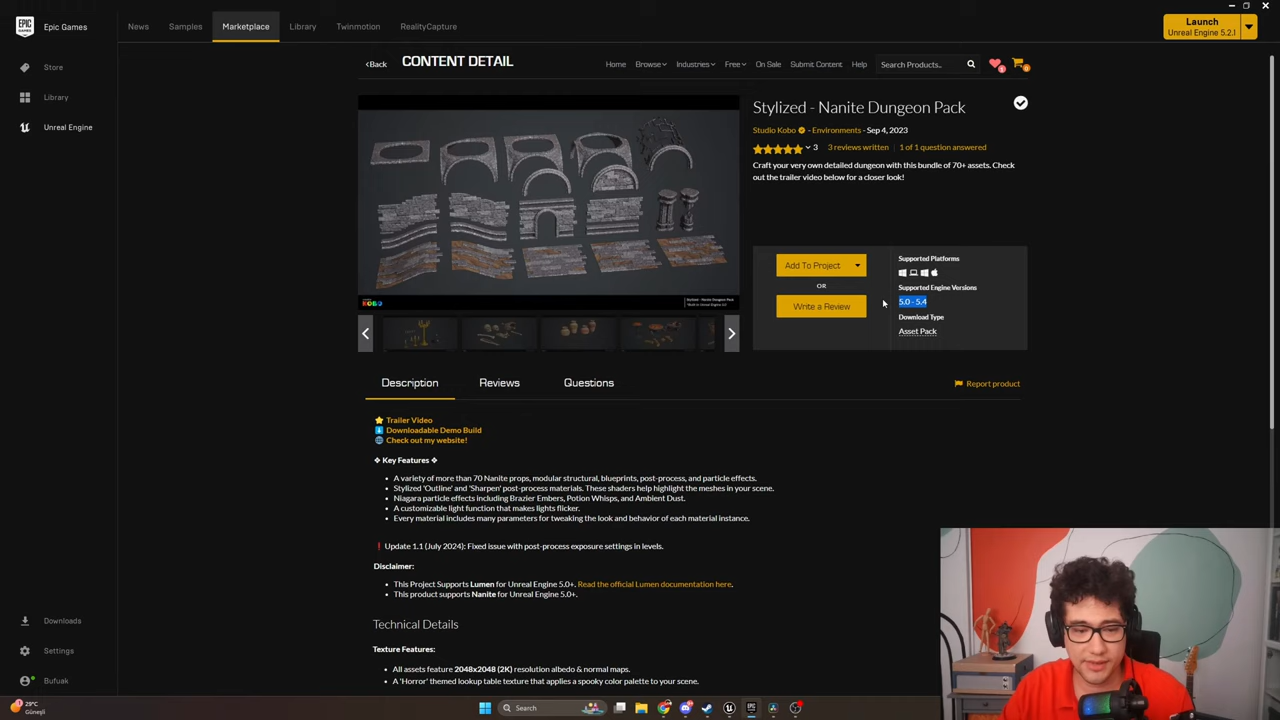 EPIC GAMES
Epic Games
News
Samples
Marketplace
Library
Twinmotion
RealityCapture
Launch
Unreal Engine 5.2.1
Store
Library
Unreal Engine
Back
CONTENT DETAIL
Home
Browse
Industries
Free
On Sale
Submit Content
Help
Search Products..
1
0
Stylized - Nanite Dungeon Pack
Studio Kobo - Environments - Sep 4, 2023
3
3 reviews written
1 of 1 question answered
Craft your very own detailed dungeon with this bundle of 70+ assets. Check
out the trailer video below for a closer look!
Add To Project
OR
Write a Review
Supported Platforms
Supported Engine Versions
5.0 - 5.4
Download Type
Asset Pack
KOBO
Stylized - Nanite Dungeon Pack
Description
Reviews
Questions
Report product
Trailer Video
Downloadable Demo Build
Check out my website!
❖ Key Features ❖
• A variety of more than 70 Nanite props, modular structural, blueprints, post-process, and particle effects.
• Stylized 'Outline' and 'Sharpen' post-process materials. These shaders help highlight the meshes in your scene.
• Niagara particle effects including Brazier Embers, Potion Whisps, and Ambient Dust.
• A customizable light function that makes lights flicker.
• Every material includes many parameters for tweaking the look and behavior of each material instance.
❗ Update 1.1 (July 2024): Fixed issue with post-process exposure settings in levels.
Disclaimer:
• This Project Supports Lumen for Unreal Engine 5.0+. Read the official Lumen documentation here.
• This product supports Nanite for Unreal Engine 5.0+.
Technical Details
Texture Features:
• All assets feature 2048x2048 (2K) resolution albedo & normal maps.
• A 'Horror' themed lookup table texture that applies a spooky color palette to your scene.
Downloads
Settings
Bufuak
1
29°C
Güneşli
Search